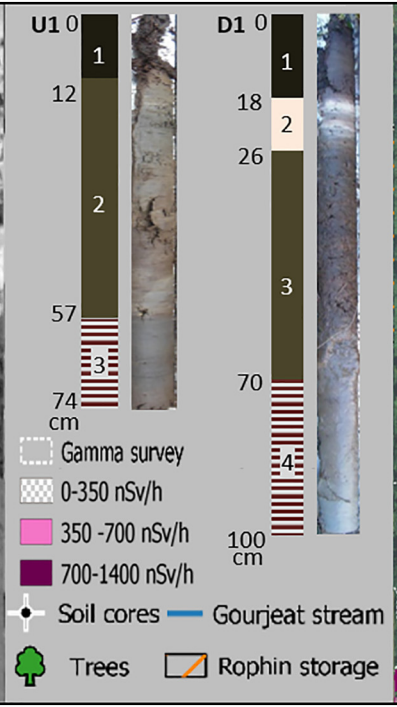 U1 0
1
12
2
57
3
74
cm
D1 0
1
18
2
26
3
70
4
100
cm
Gamma survey
0-350 nSv/h
350 -700 nSv/h
700-1400 nSv/h
Soil cores
Gourjeat stream
Trees
Rophin storage